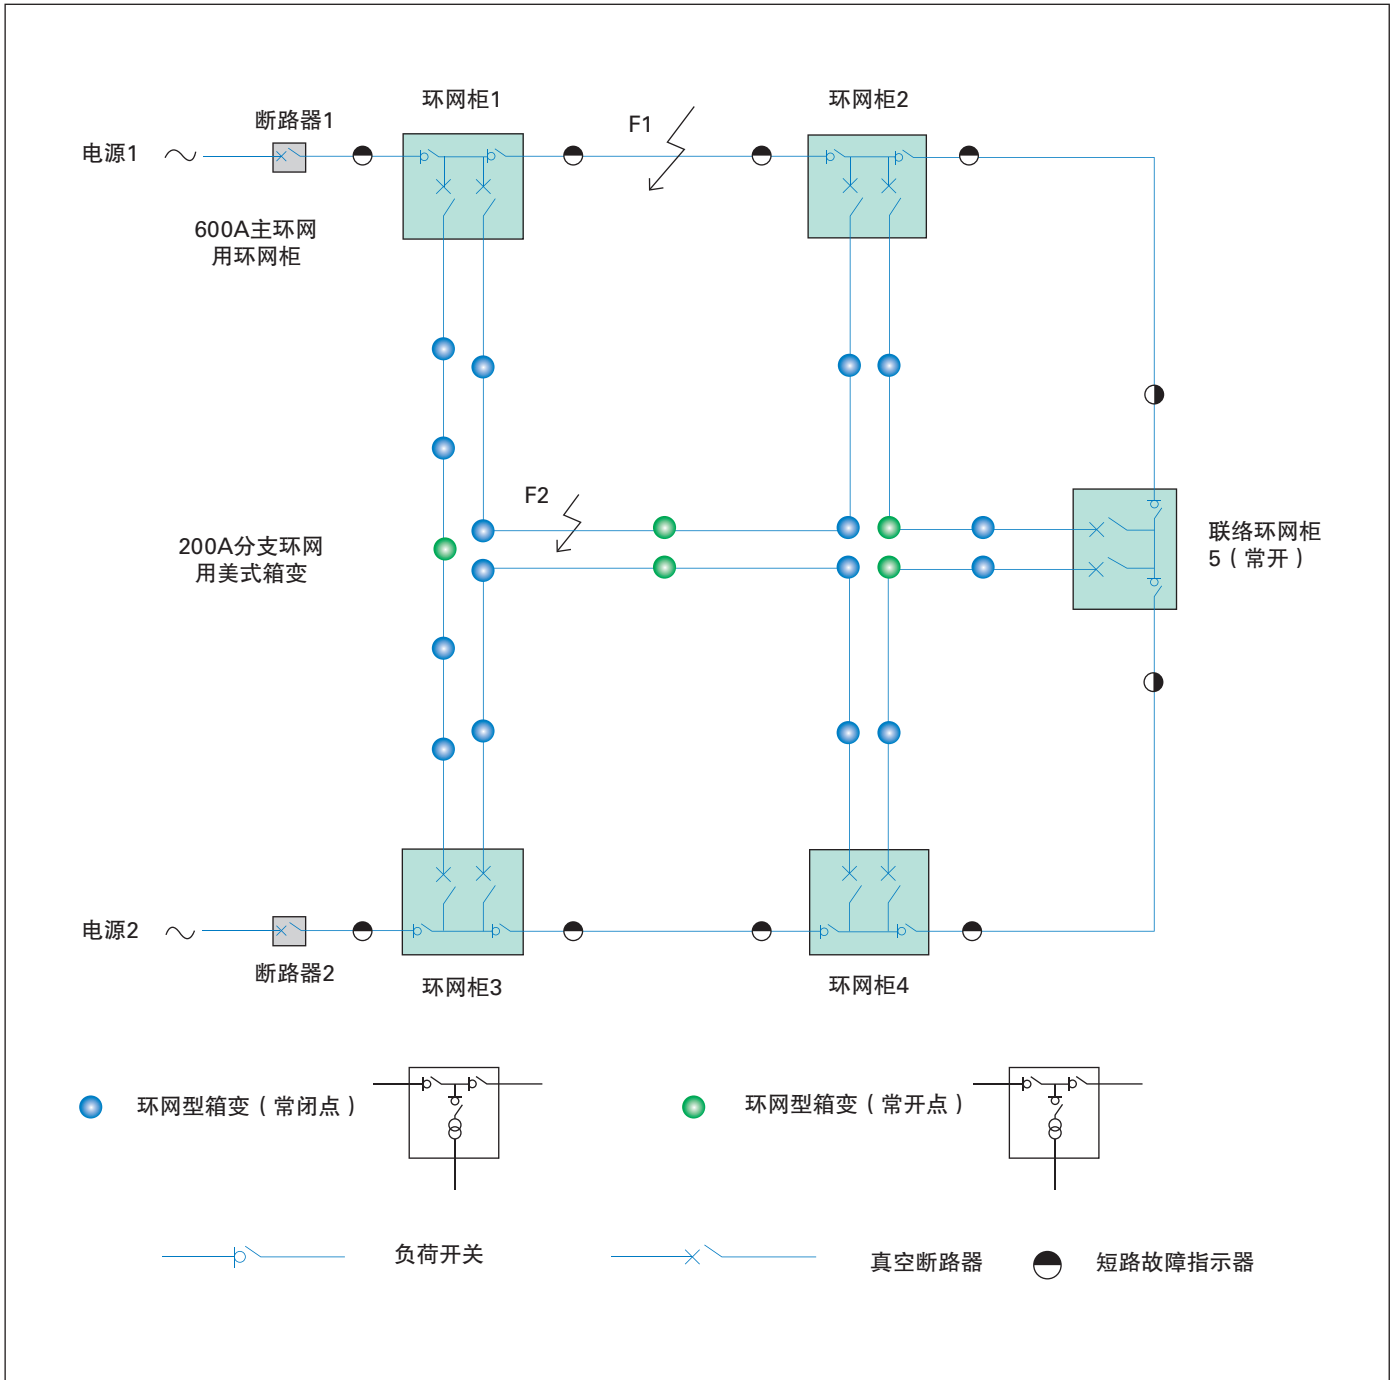 环网柜1
环网柜2
断路器1
F1
电源1
600A主环网
用环网柜
F2
200A分支环网
用美式箱变
联络环网柜
5（常开）
电源2
断路器2
环网柜3
环网柜4
环网型箱变（常闭点）
环网型箱变（常开点）
负荷开关
真空断路器
短路故障指示器